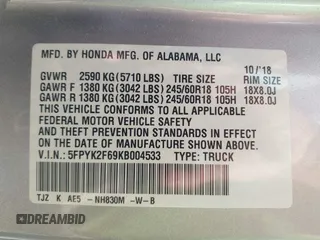 MFD. BY HONDA MFG. OF ALABAMA, LLC
10/'18
GVWR 2590 KG(5710 LBS) TIRE SIZE RIM SIZE
GAWR F 1380 KG(3042 LBS) 245/60R18 105H 18X8.0J
GAWR R 1380 KG(3042 LBS) 245/60R18 105H 18X8.0J
THIS VEHICLE CONFORMS TO ALL APPLICABLE
FEDERAL MOTOR VEHICLE SAFETY
AND THEFT PREVENTION STANDARDS IN EFFECT
ON THE DATE OF MANUFACTURE SHOWN ABOVE.
V.I.N.: 5FPYK2F69KB004533 TYPE: TRUCK
TJZ K AE5 -NH830M -W-B
DREAMBID